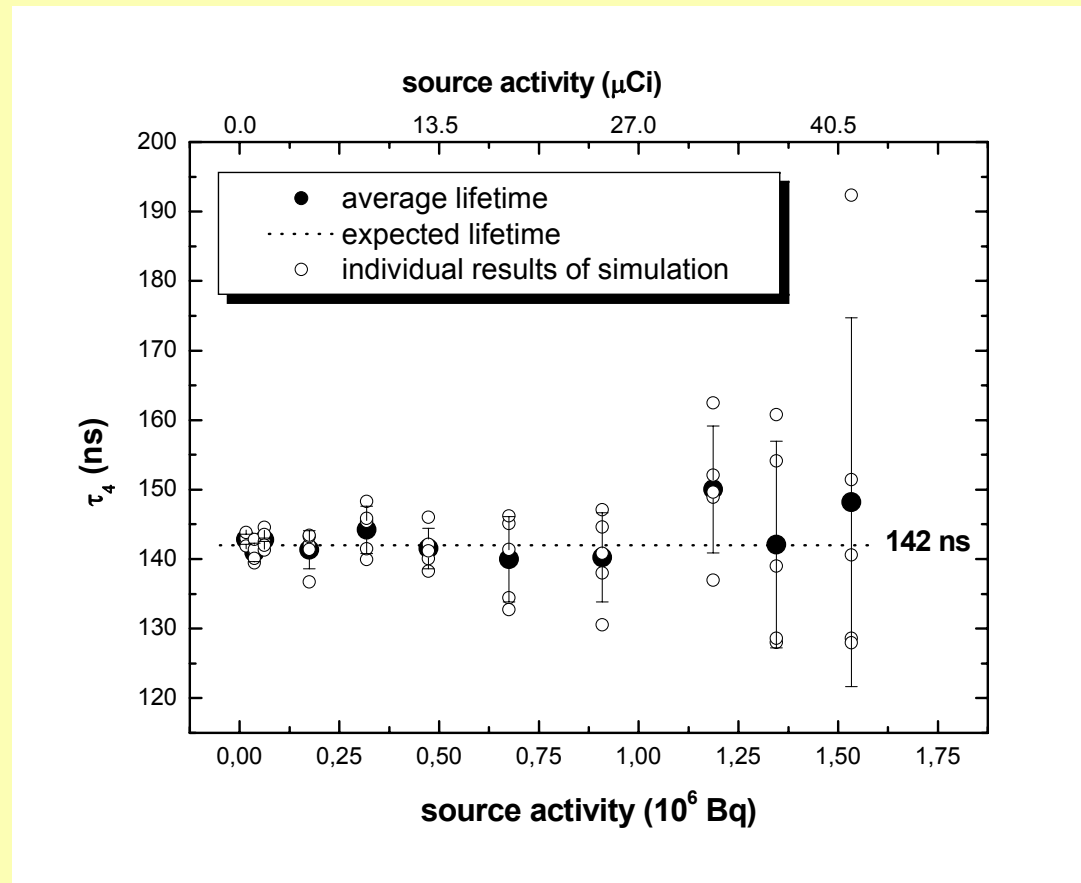 source activity (μCi)
0.0 13.5 27.0 40.5
200
190
180
170
160
150
140
130
120
τ4 (ns)
average lifetime
expected lifetime
individual results of simulation
142 ns
0,00 0,25 0,50 0,75 1,00 1,25 1,50 1,75
source activity (10⁶ Bq)